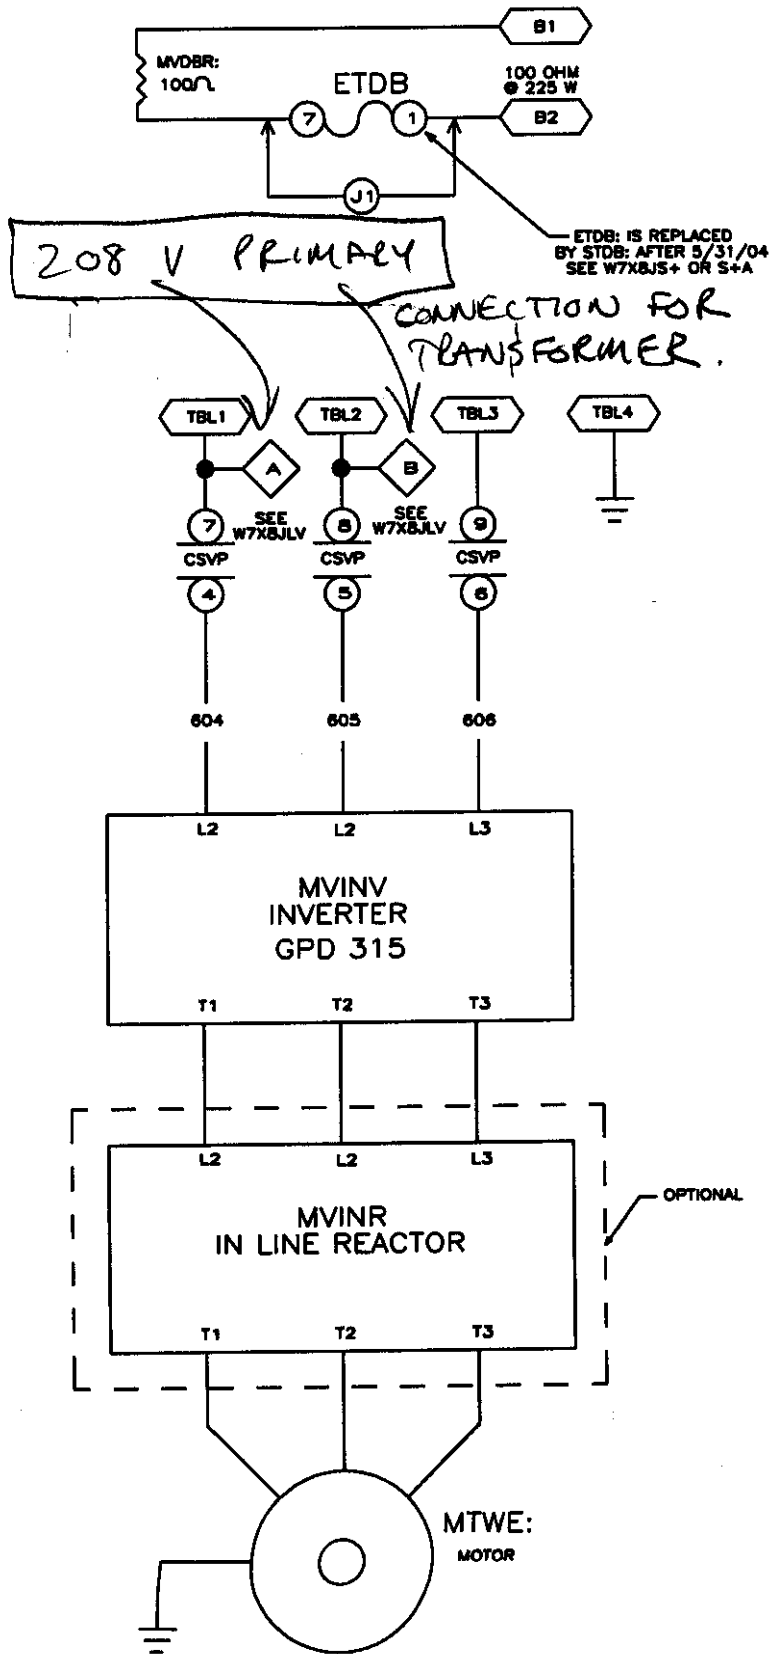 B1
MVDBR:
100Ω
ETDB
100 OHM
@ 225 W
7
1
B2
J1
ETDB: IS REPLACED
BY STDB: AFTER 5/31/04
SEE W7X8JS+ OR S+A
208 V PRIMARY
CONNECTION FOR
TRANSFORMER.
TBL1
TBL2
TBL3
TBL4
A
B
SEE
W7X8JLV
SEE
W7X8JLV
7
8
9
CSVP
CSVP
CSVP
4
5
6
604
605
606
L2
L2
L3
MVINV
INVERTER
GPD 315
T1
T2
T3
L2
L2
L3
OPTIONAL
MVINR
IN LINE REACTOR
T1
T2
T3
MTWE:
MOTOR